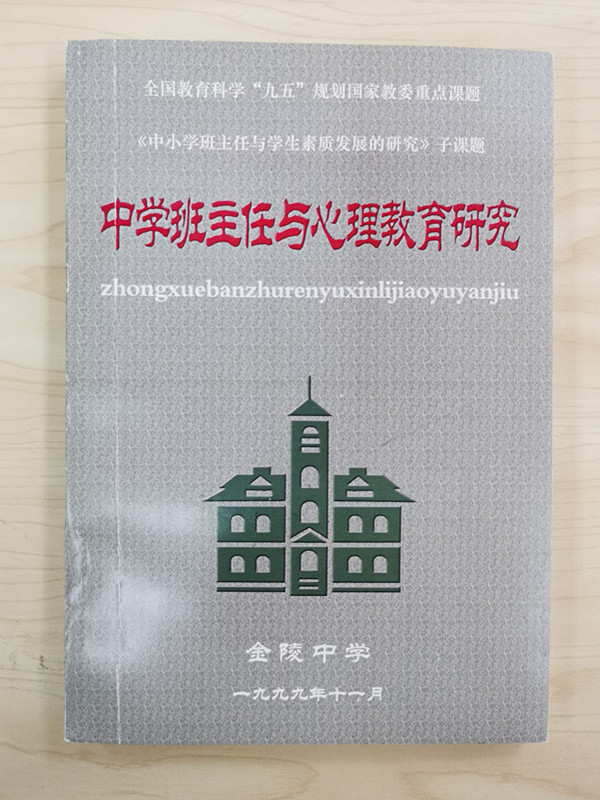 全国教育科学“九五”规划国家教委重点课题
《中小学班主任与学生素质发展的研究》子课题
中学班主任与心理教育研究
zhongxuebanzhurenyuxinlijiaoyuyanjiu
金陵中学
一九九九年十一月